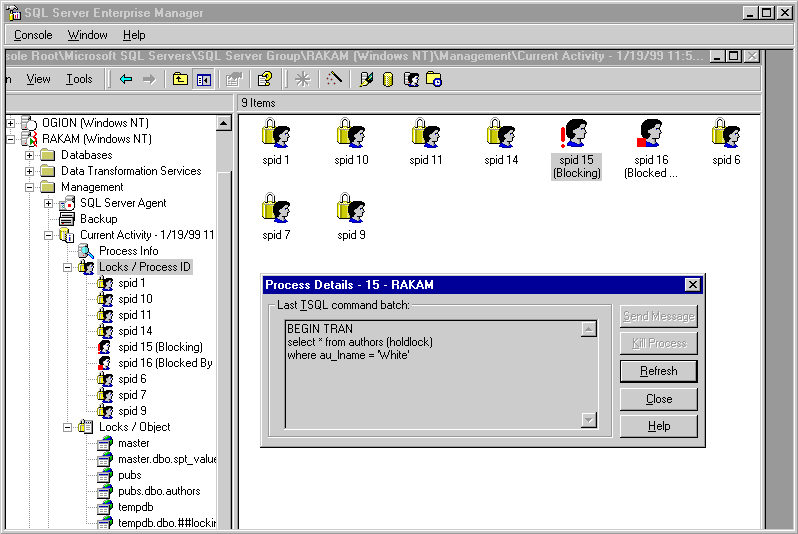 SQL Server Enterprise Manager
Console Window Help
sole Root\Microsoft SQL Servers\SQL Server Group\RAKAM (Windows NT)\Management\Current Activity - 1/19/99 11:5...
n View Tools
9 Items
OGION (Windows NT)
RAKAM (Windows NT)
Databases
Data Transformation Services
Management
SQL Server Agent
Backup
Current Activity - 1/19/99 11
Process Info
Locks / Process ID
spid 1
spid 10
spid 11
spid 14
spid 15 (Blocking)
spid 16 (Blocked By
spid 6
spid 7
spid 9
Locks / Object
master
master.dbo.spt_value
pubs
pubs.dbo.authors
tempdb
tempdb.dbo.##lockin
spid 1
spid 10
spid 11
spid 14
spid 15
(Blocking)
spid 16
(Blocked ...
spid 6
spid 7
spid 9
Process Details - 15 - RAKAM
Last TSQL command batch:
BEGIN TRAN
select * from authors (holdlock)
where au_lname = 'White'
Send Message
Kill Process
Refresh
Close
Help